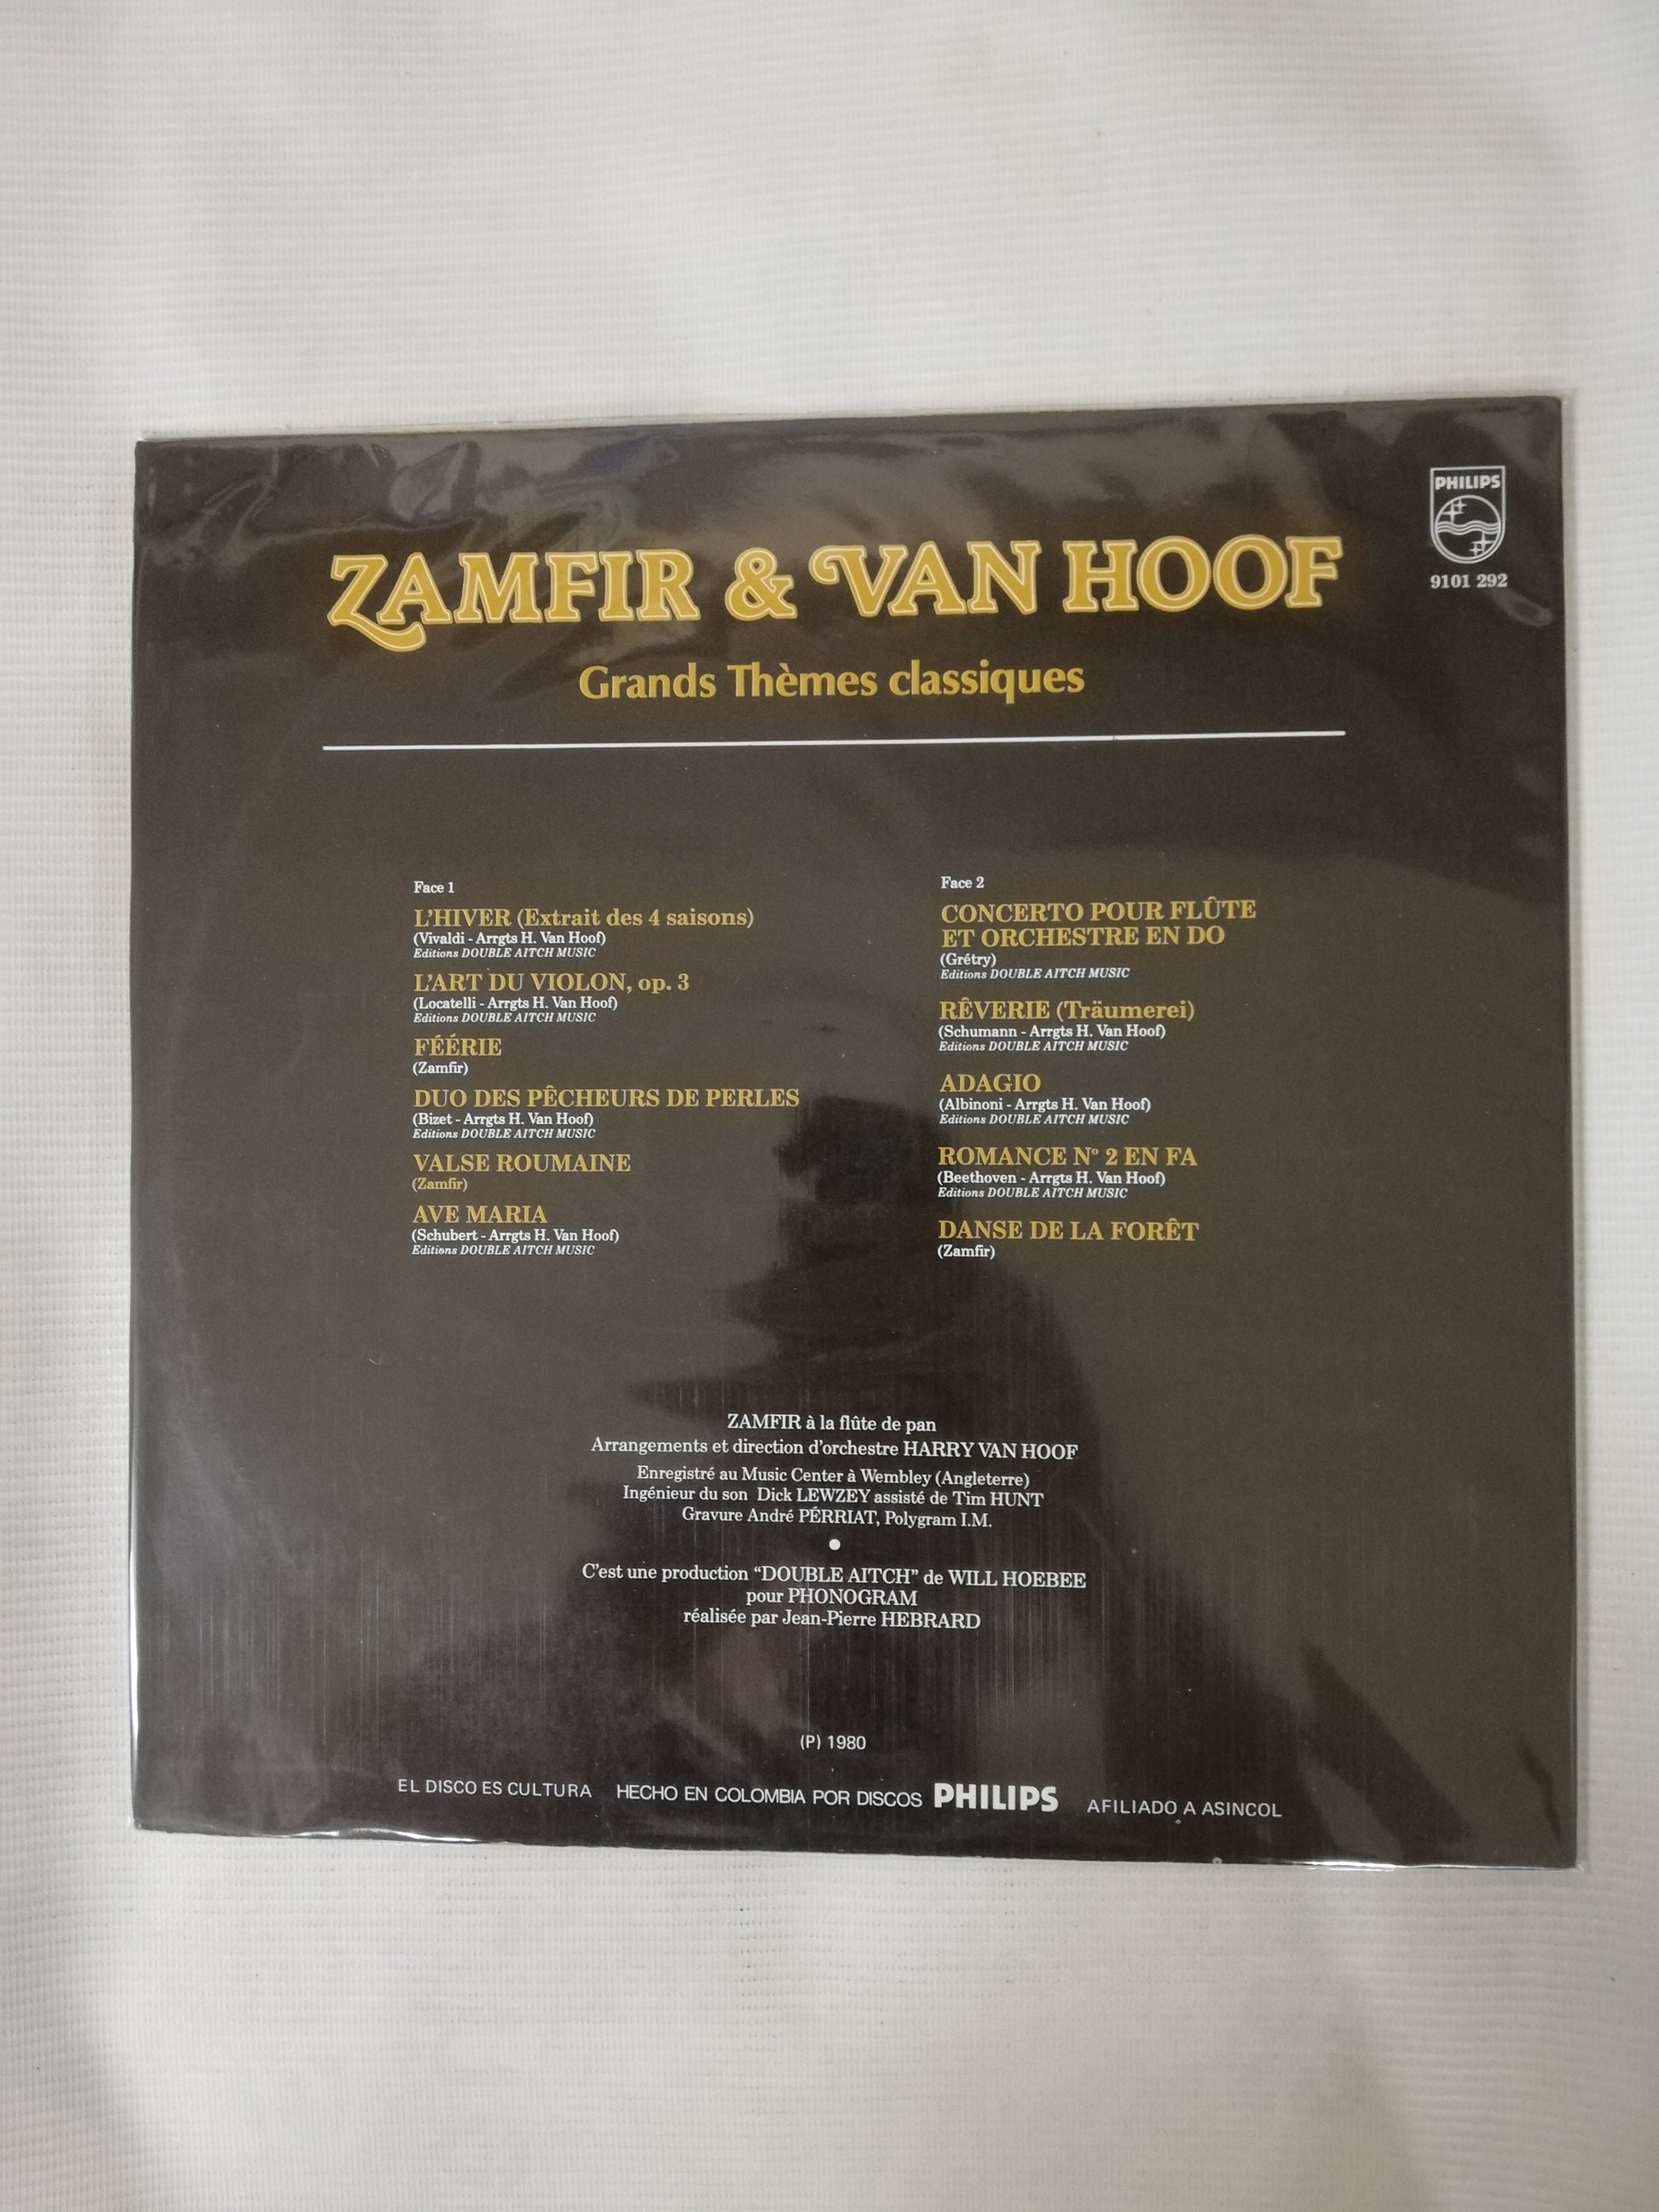 PHILIPS
9101 292
ZAMFIR & VAN HOOF
Grands Thèmes classiques
Face 1
L'HIVER (Extrait des 4 saisons)
(Vivaldi - Arrgts H. Van Hoof)
Editions DOUBLE AITCH MUSIC
L'ART DU VIOLON, op. 3
(Locatelli - Arrgts H. Van Hoof)
Editions DOUBLE AITCH MUSIC
FÉÉRIE
(Zamfir)
DUO DES PÊCHEURS DE PERLES
(Bizet - Arrgts H. Van Hoof)
Editions DOUBLE AITCH MUSIC
VALSE ROUMAINE
(Zamfir)
AVE MARIA
(Schubert - Arrgts H. Van Hoof)
Editions DOUBLE AITCH MUSIC
Face 2
CONCERTO POUR FLÛTE
ET ORCHESTRE EN DO
(Grétry)
Editions DOUBLE AITCH MUSIC
RÊVERIE (Träumerei)
(Schumann - Arrgts H. Van Hoof)
Editions DOUBLE AITCH MUSIC
ADAGIO
(Albinoni - Arrgts H. Van Hoof)
Editions DOUBLE AITCH MUSIC
ROMANCE N° 2 EN FA
(Beethoven - Arrgts H. Van Hoof)
Editions DOUBLE AITCH MUSIC
DANSE DE LA FORÊT
(Zamfir)
ZAMFIR à la flûte de pan
Arrangements et direction d'orchestre HARRY VAN HOOF
Enregistré au Music Center à Wembley (Angleterre)
Ingénieur du son Dick LEWZEY assisté de Tim HUNT
Gravure André PÉRRIAT, Polygram I.M.
C'est une production “DOUBLE AITCH” de WILL HOEBEE
pour PHONOGRAM
réalisée par Jean-Pierre HEBRARD
(P) 1980
EL DISCO ES CULTURA HECHO EN COLOMBIA POR DISCOS PHILIPS AFILIADO A ASINCOL